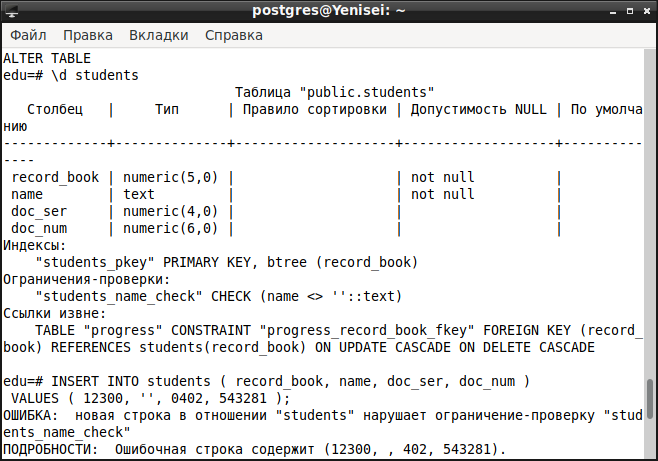 postgres@Yenisei: ~
Файл Правка Вкладки Справка
ALTER TABLE
edu=# \d students
Таблица "public.students"
Столбец | Тип | Правило сортировки | Допустимость NULL | По умолча
нию
-------------+--------------+--------------------+-------------------+----------
----
record_book | numeric(5,0) | | not null |
name | text | | not null |
doc_ser | numeric(4,0) | | |
doc_num | numeric(6,0) | | |
Индексы:
"students_pkey" PRIMARY KEY, btree (record_book)
Ограничения-проверки:
"students_name_check" CHECK (name <> ''::text)
Ссылки извне:
TABLE "progress" CONSTRAINT "progress_record_book_fkey" FOREIGN KEY (record_
book) REFERENCES students(record_book) ON UPDATE CASCADE ON DELETE CASCADE
edu=# INSERT INTO students ( record_book, name, doc_ser, doc_num )
VALUES ( 12300, '', 0402, 543281 );
ОШИБКА: новая строка в отношении "students" нарушает ограничение-проверку "stud
ents_name_check"
ПОДРОБНОСТИ: Ошибочная строка содержит (12300, , 402, 543281).